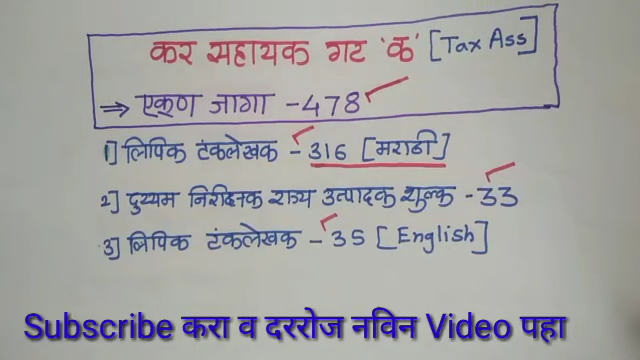 कर सहायक गट 'क' [Tax Ass]
⇒ एकूण जागा - 478
1] लिपिक टंकलेखक - 316 [मराठी]
2] दुय्यम निरीक्षक राज्य उत्पादक शुल्क - 33
3] लिपिक टंकलेखक - 35 [English]
Subscribe करा व दररोज नविन Video पहा